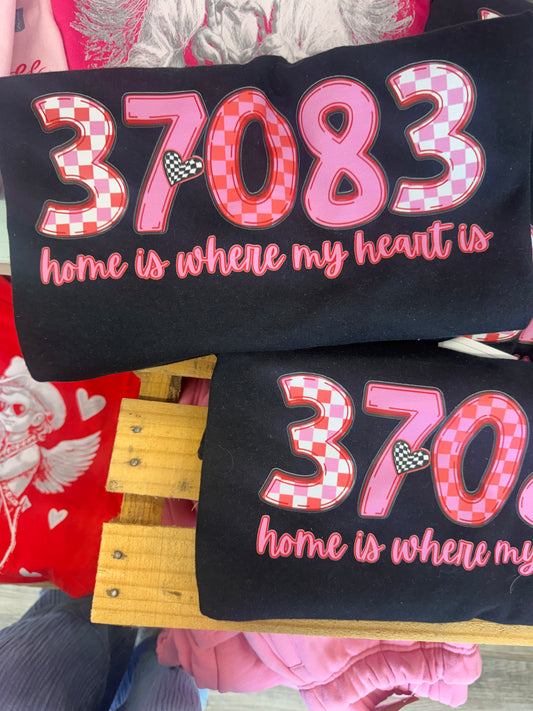 37083
home is where my heart is
370
home is where my